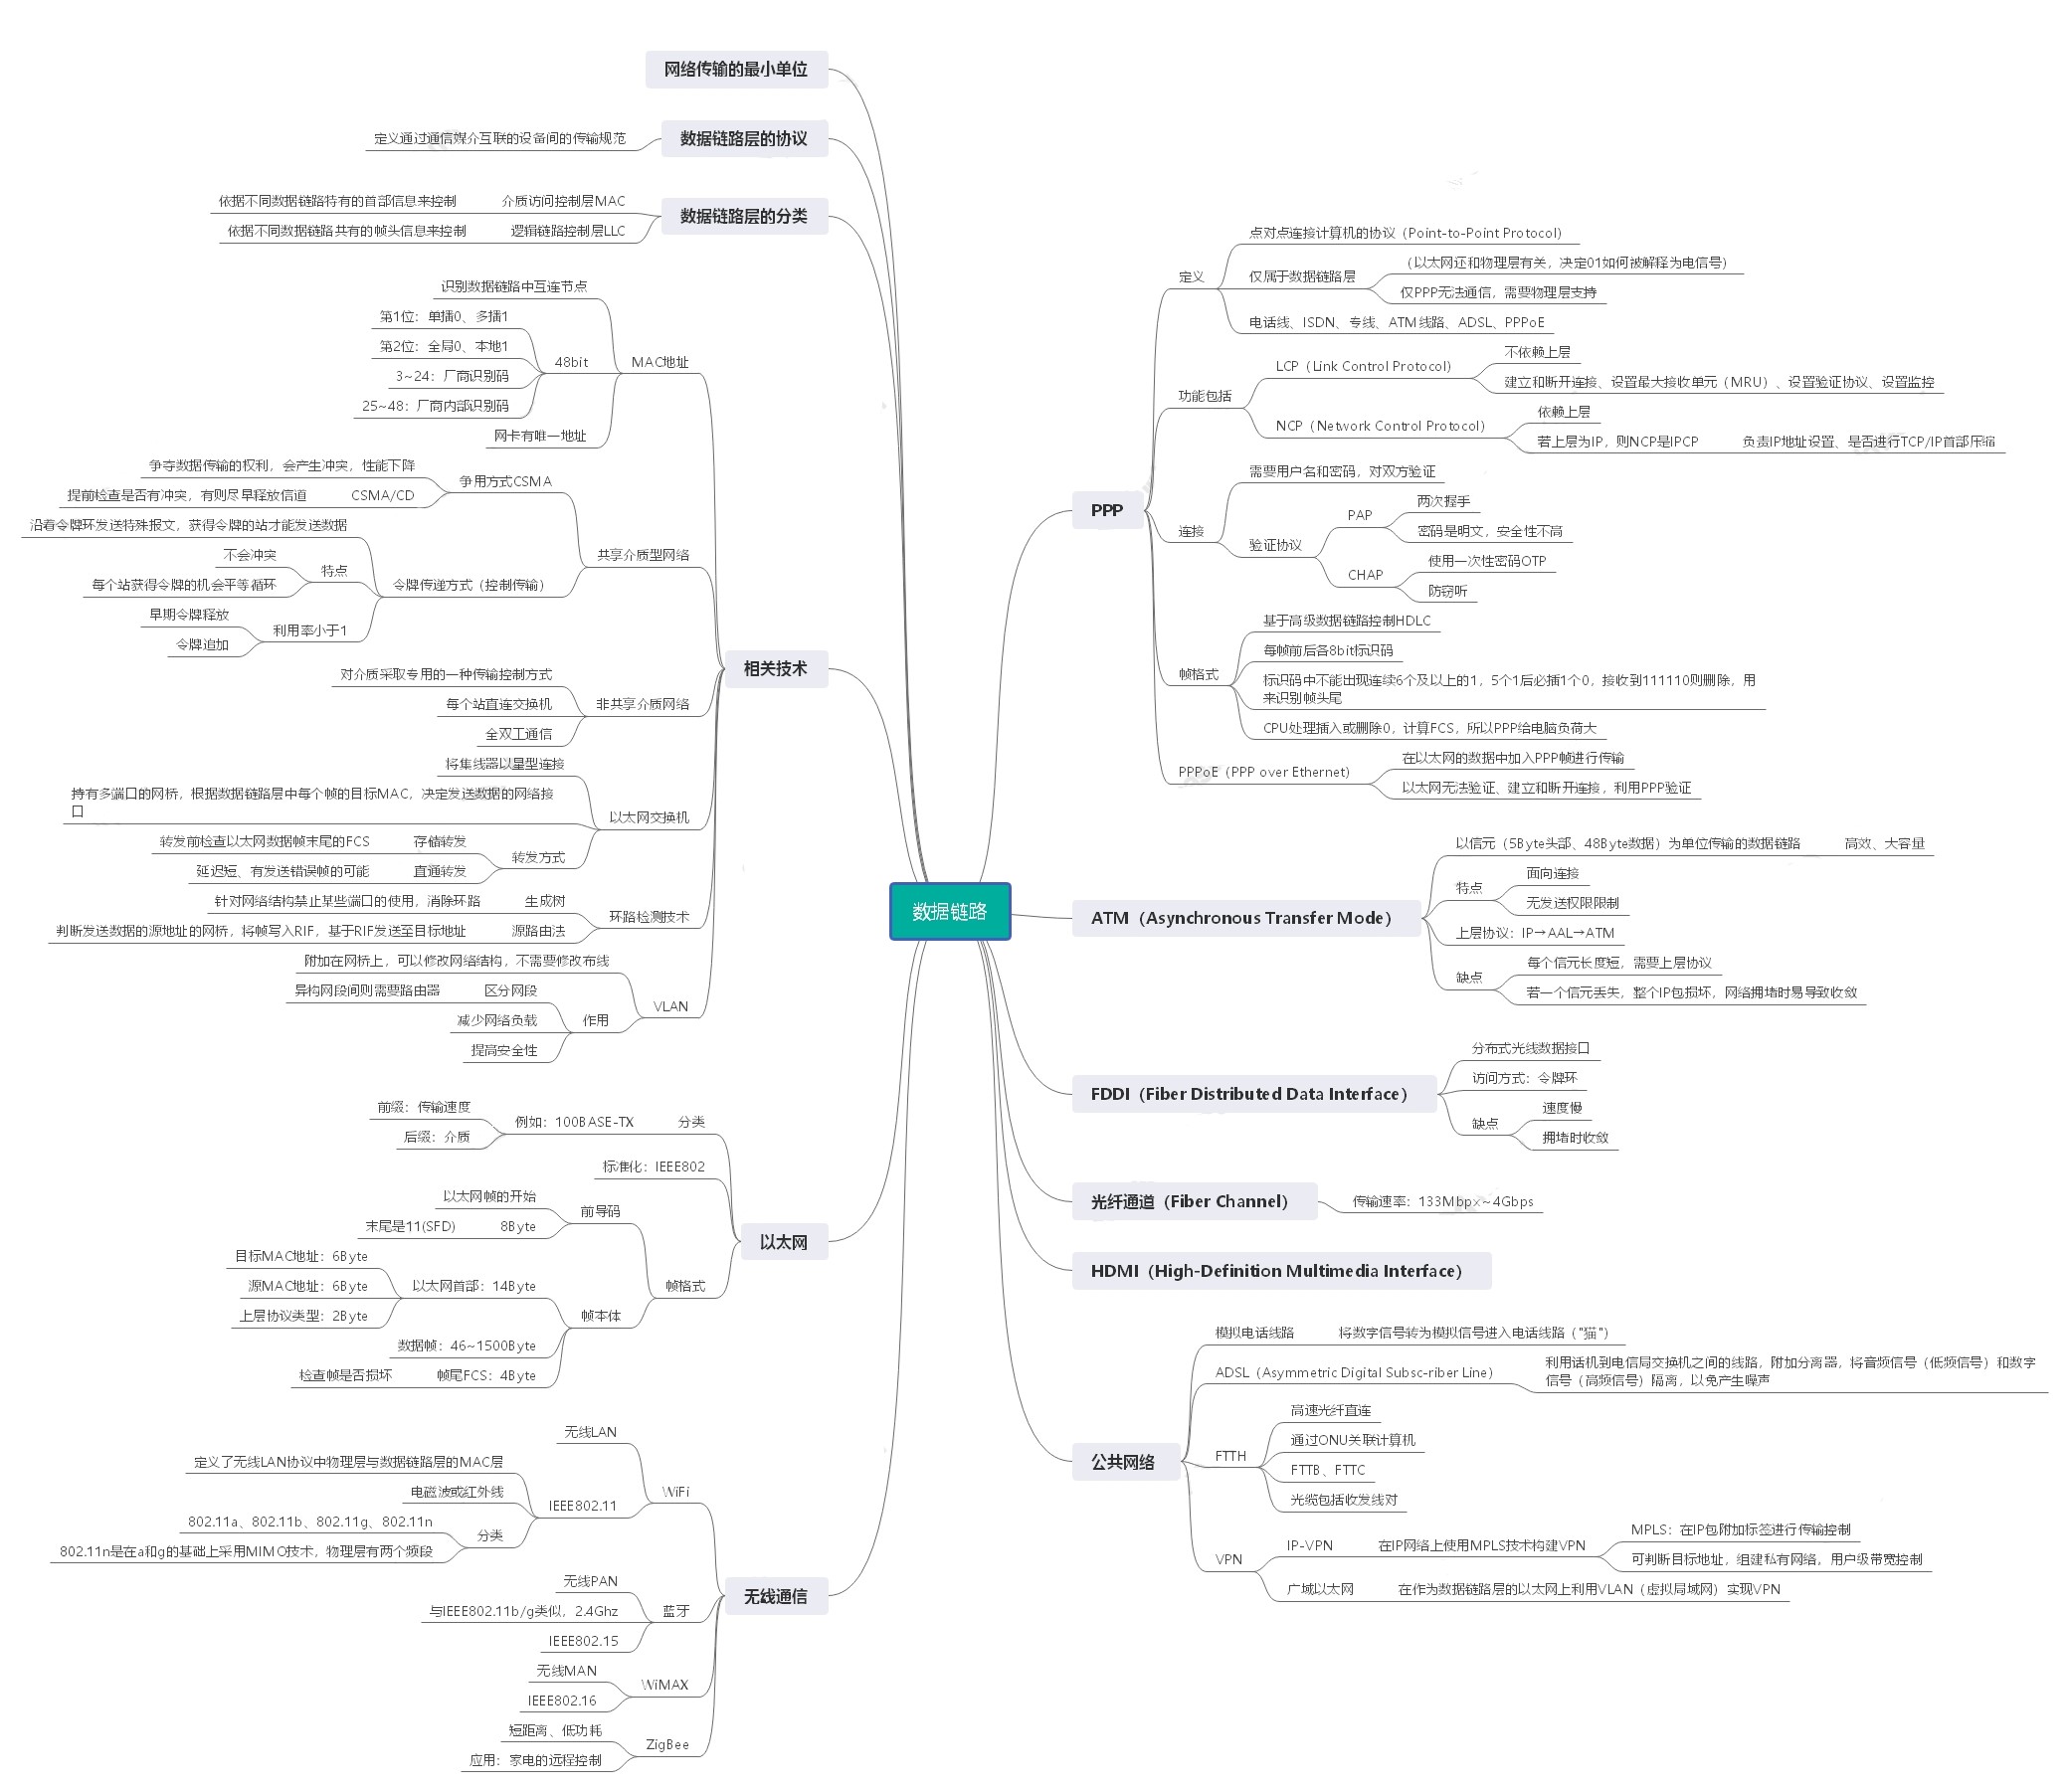 数据链路
网络传输的最小单位
数据链路层的协议
定义通过通信媒介互联的设备间的传输规范
数据链路层的分类
介质访问控制层MAC
依据不同数据链路特有的首部信息来控制
逻辑链路控制层LLC
依据不同数据链路共有的帧头信息来控制
相关技术
MAC地址
识别数据链路中互连节点
48bit
第1位：单播0、多播1
第2位：全局0、本地1
3~24：厂商识别码
25~48：厂商内部识别码
网卡有唯一地址
共享介质型网络
争用方式CSMA
争夺数据传输的权利，会产生冲突，性能下降
CSMA/CD
提前检查是否有冲突，有则尽早释放信道
令牌传递方式（控制传输）
沿着令牌环发送特殊报文，获得令牌的站才能发送数据
特点
不会冲突
每个站获得令牌的机会平等循环
利用率小于1
早期令牌释放
令牌追加
非共享介质网络
对介质采取专用的一种传输控制方式
每个站直连交换机
全双工通信
以太网交换机
将集线器以量型连接
持有多端口的网桥，根据数据链路层中每个帧的目标MAC，决定发送数据的网络接
口
转发方式
存储转发
转发前检查以太网数据帧末尾的FCS
直通转发
延迟短、有发送错误帧的可能
环路检测技术
生成树
针对网络结构禁止某些端口的使用，消除环路
源路由法
判断发送数据的源地址的网桥，将帧写入RIF，基于RIF发送至目标地址
VLAN
附加在网桥上，可以修改网络结构，不需要修改布线
作用
区分网段
异构网段间则需要路由器
减少网络负载
提高安全性
以太网
分类
例如：100BASE-TX
前缀：传输速度
后缀：介质
标准化：IEEE802
帧格式
前导码
以太网帧的开始
8Byte
末尾是11(SFD)
帧本体
以太网首部：14Byte
目标MAC地址：6Byte
源MAC地址：6Byte
上层协议类型：2Byte
数据帧：46~1500Byte
帧尾FCS：4Byte
检查帧是否损坏
无线通信
WiFi
无线LAN
IEEE802.11
定义了无线LAN协议中物理层与数据链路层的MAC层
电磁波或红外线
分类
802.11a、802.11b、802.11g、802.11n
802.11n是在a和g的基础上采用MIMO技术，物理层有两个频段
蓝牙
无线PAN
与IEEE802.11b/g类似，2.4Ghz
IEEE802.15
WiMAX
无线MAN
IEEE802.16
ZigBee
短距离、低功耗
应用：家电的远程控制
PPP
定义
点对点连接计算机的协议（Point-to-Point Protocol）
仅属于数据链路层
（以太网还和物理层有关，决定01如何被解释为电信号）
仅PPP无法通信，需要物理层支持
电话线、ISDN、专线、ATM线路、ADSL、PPPoE
功能包括
LCP（Link Control Protocol）
不依赖上层
建立和断开连接、设置最大接收单元（MRU）、设置验证协议、设置监控
NCP（Network Control Protocol）
依赖上层
若上层为IP，则NCP是IPCP
负责IP地址设置、是否进行TCP/IP首部压缩
连接
需要用户名和密码，对双方验证
验证协议
PAP
两次握手
密码是明文，安全性不高
CHAP
使用一次性密码OTP
防窃听
帧格式
基于高级数据链路控制HDLC
每帧前后各8bit标识码
标识码中不能出现连续6个及以上的1，5个1后必插1个0，接收到111110则删除，用
来识别帧头尾
CPU处理插入或删除0，计算FCS，所以PPP给电脑负荷大
PPPoE（PPP over Ethernet）
在以太网的数据中加入PPP帧进行传输
以太网无法验证、建立和断开连接，利用PPP验证
ATM（Asynchronous Transfer Mode）
以信元（5Byte头部、48Byte数据）为单位传输的数据链路
高效、大容量
特点
面向连接
无发送权限限制
上层协议：IP→AAL→ATM
缺点
每个信元长度短，需要上层协议
若一个信元丢失，整个IP包损坏，网络拥堵时易导致收敛
FDDI（Fiber Distributed Data Interface）
分布式光线数据接口
访问方式：令牌环
缺点
速度慢
拥堵时收敛
光纤通道（Fiber Channel）
传输速率：133Mbp×~4Gbps
HDMI（High-Definition Multimedia Interface）
公共网络
模拟电话线路
将数字信号转为模拟信号进入电话线路（"猫"）
ADSL（Asymmetric Digital Subsc-riber Line）
利用话机到电信局交换机之间的线路，附加分离器，将音频信号（低频信号）和数字
信号（高频信号）隔离，以免产生噪声
FTTH
高速光纤直连
通过ONU关联计算机
FTTB、FTTC
光缆包括收发线对
VPN
IP-VPN
在IP网络上使用MPLS技术构建VPN
MPLS：在IP包附加标签进行传输控制
可判断目标地址，组建私有网络，用户级带宽控制
广域以太网
在作为数据链路层的以太网上利用VLAN（虚拟局域网）实现VPN